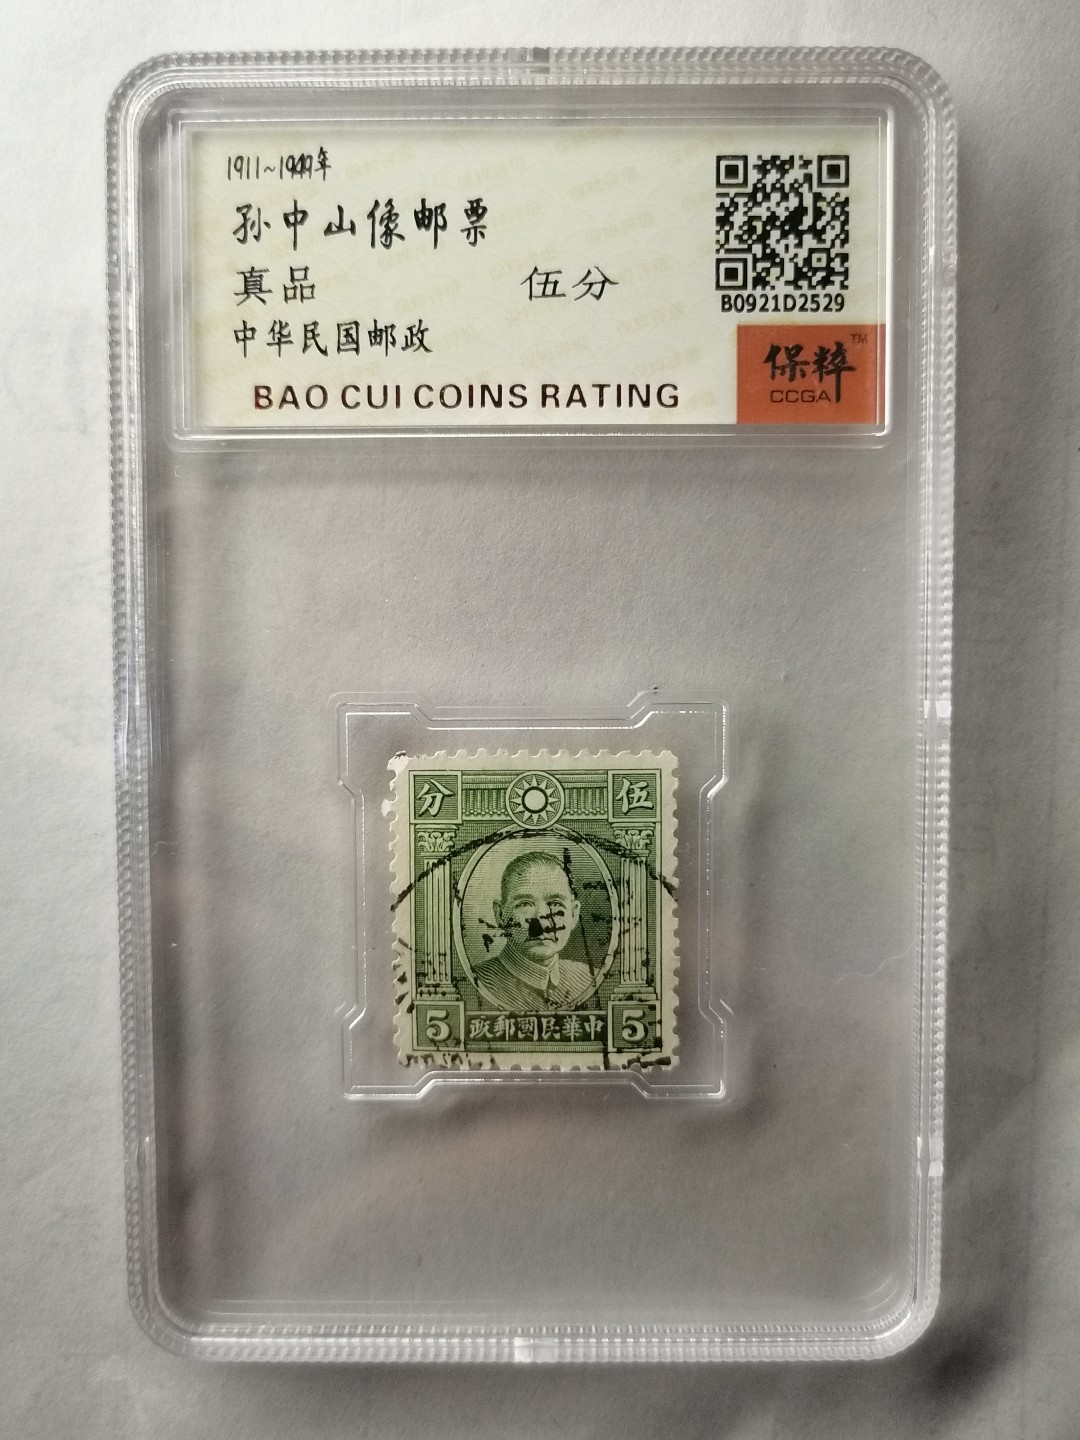 1911~1949年
孙中山像邮票
真品 伍分
中华民国邮政
BAO CUI COINS RATING
B0921D2529
保粹™
CCGA
分 伍
5 政郵國民華中 5